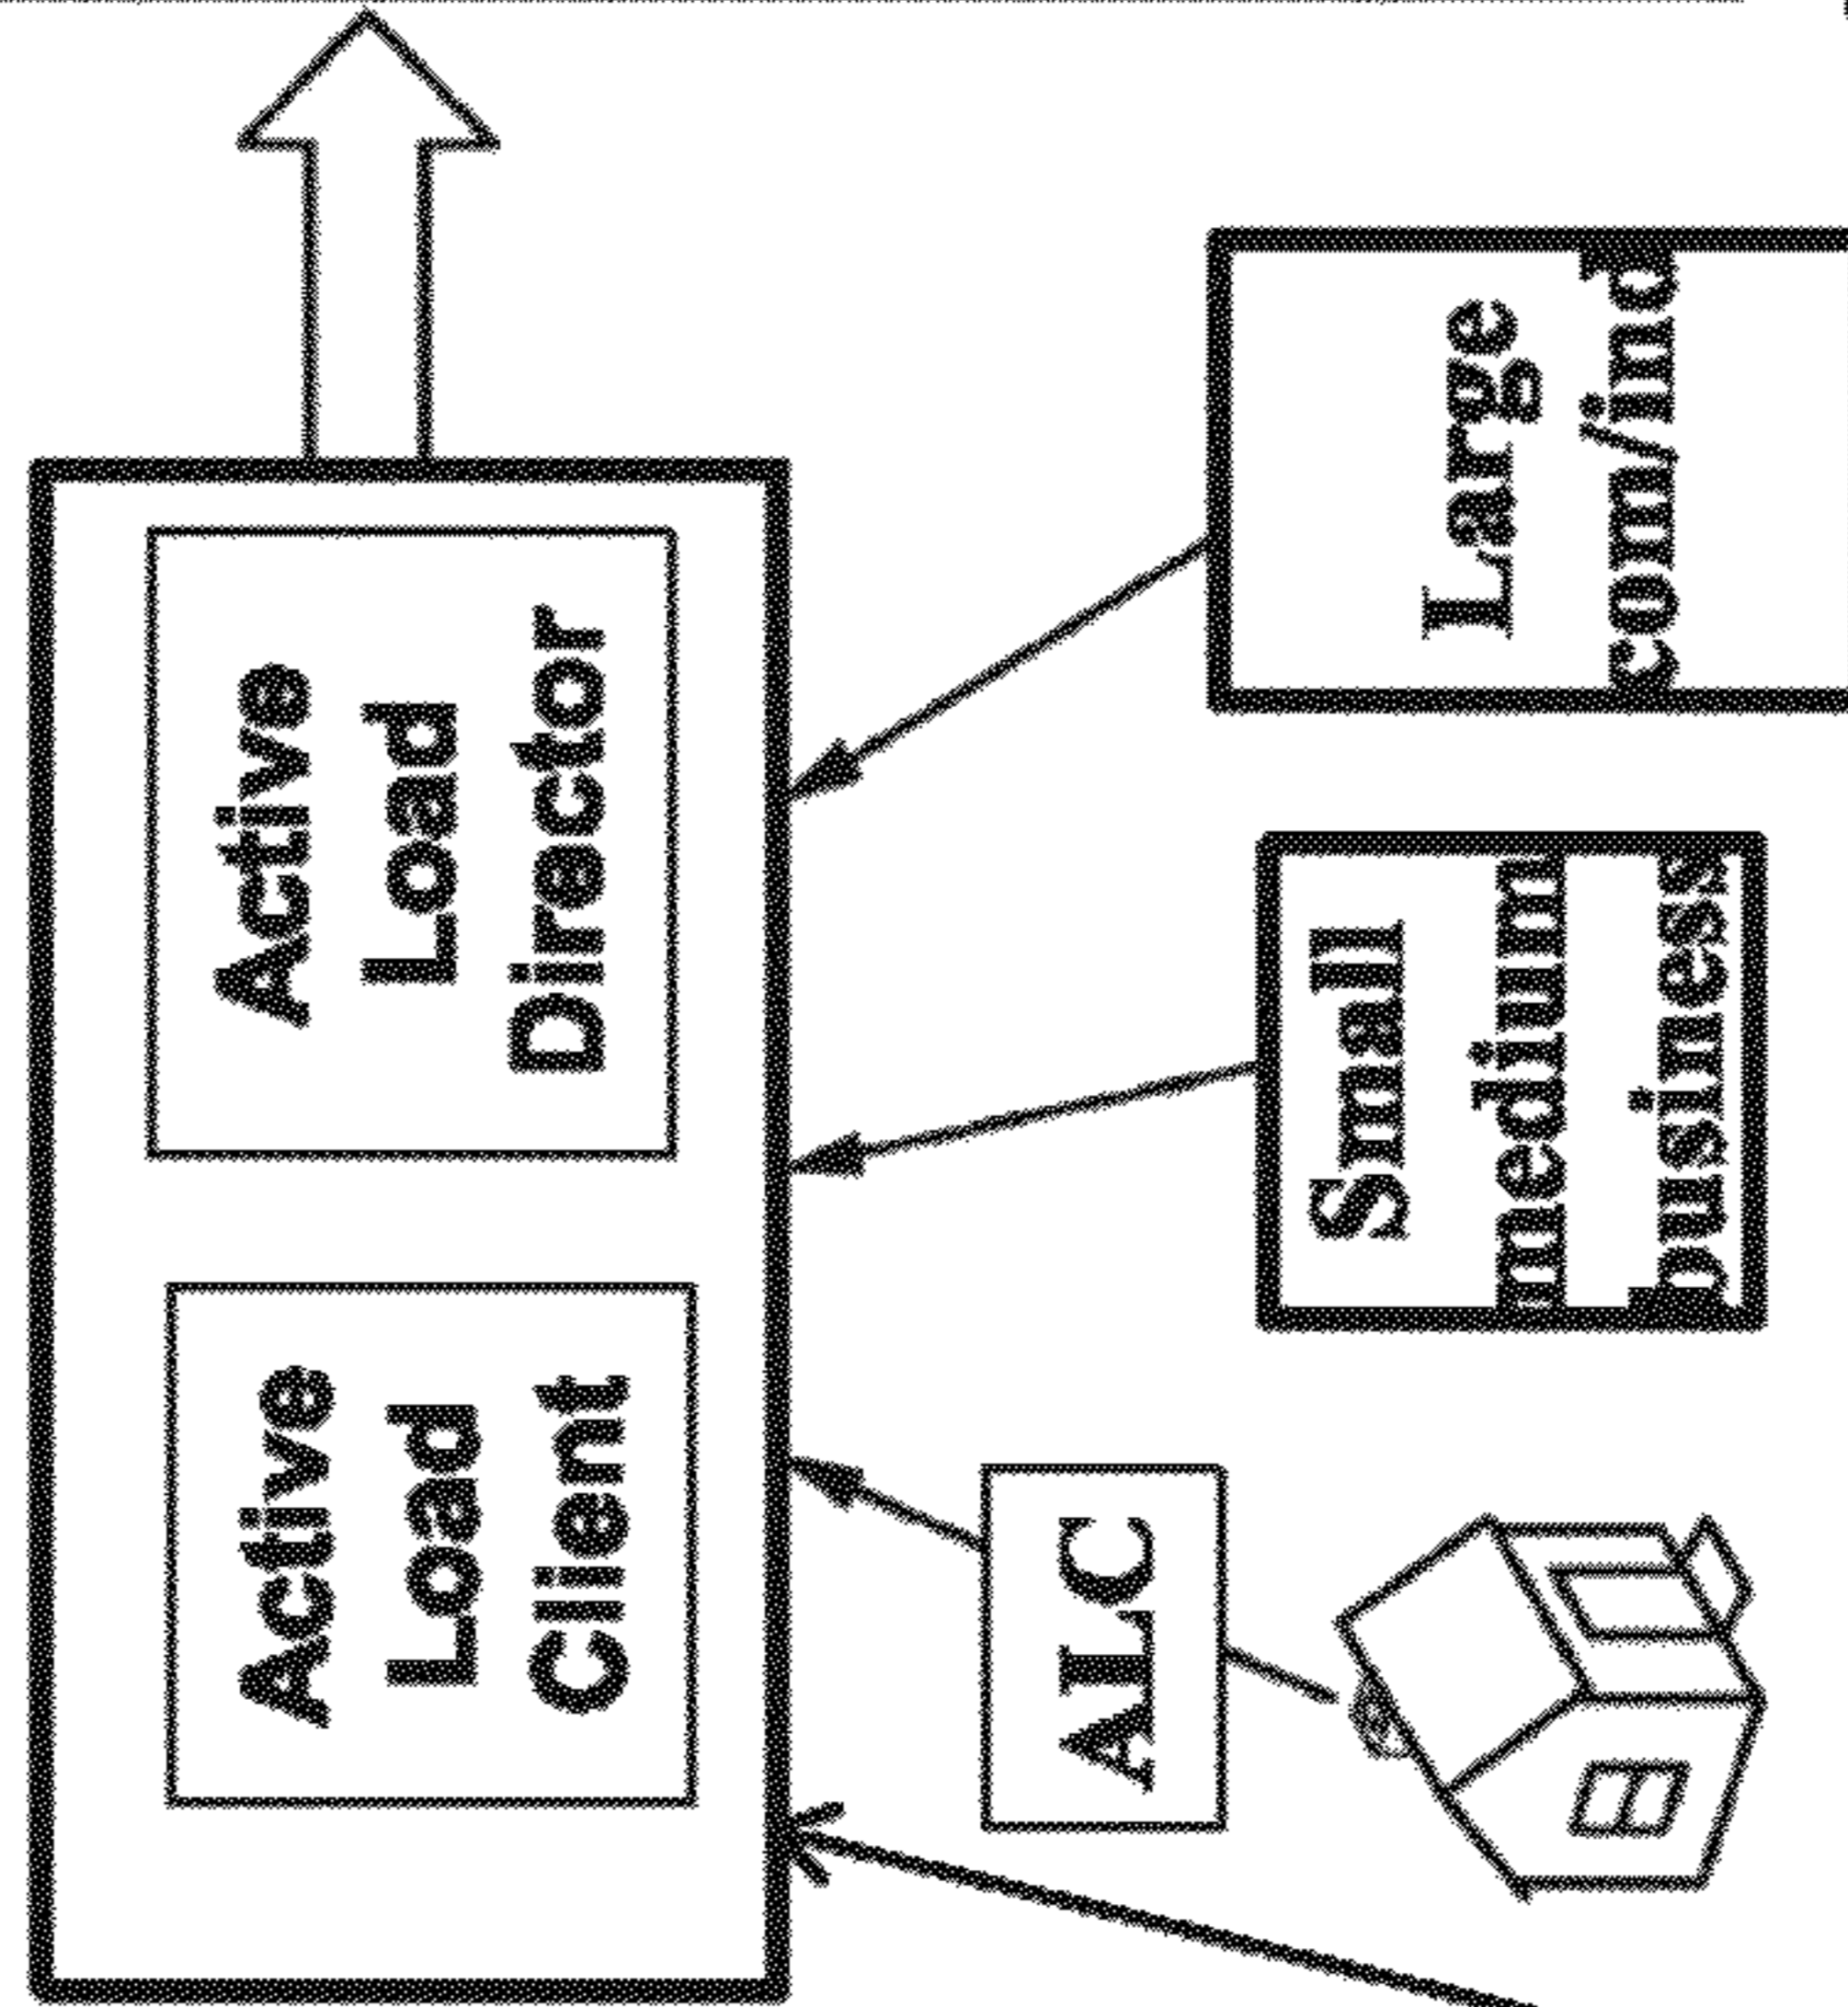 Active
Load
Client
Active
Load
Director
ALC
Small
medium
business
Large
com/ind